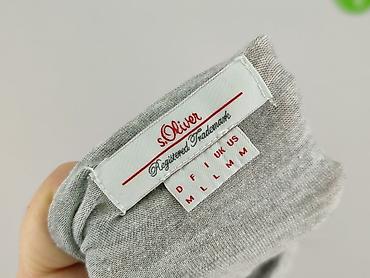 s.Oliver
Registered Trademark
D F I UK US
M L L M M